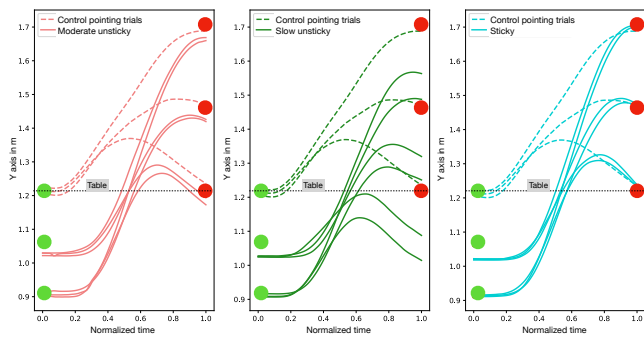 Control pointing trials
Moderate unsticky
1.7
1.6
1.5
1.4
1.3
1.2
1.1
1.0
0.9
Y axis in m
Table
0.0 0.2 0.4 0.6 0.8 1.0
Normalized time
Control pointing trials
Slow unsticky
1.7
1.6
1.5
1.4
1.3
1.2
1.1
1.0
0.9
Y axis in m
Table
0.0 0.2 0.4 0.6 0.8 1.0
Normalized time
Control pointing trials
Sticky
1.7
1.6
1.5
1.4
1.3
1.2
1.1
1.0
0.9
Y axis in m
Table
0.0 0.2 0.4 0.6 0.8 1.0
Normalized time